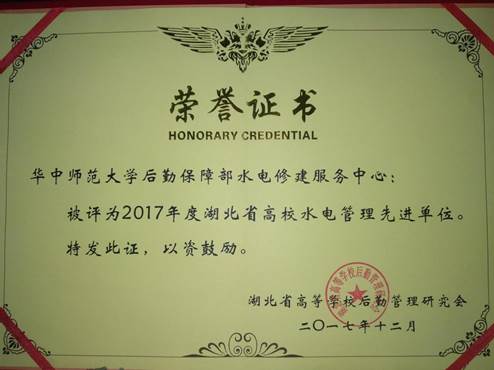 荣誉证书
HONORARY CREDENTIAL
华中师范大学后勤保障部水电修建服务中心：
被评为2017年度湖北省高校水电管理先进单位。
特发此证，以资鼓励。
湖北省高等学校后勤管理研究会
二〇一七年十二月